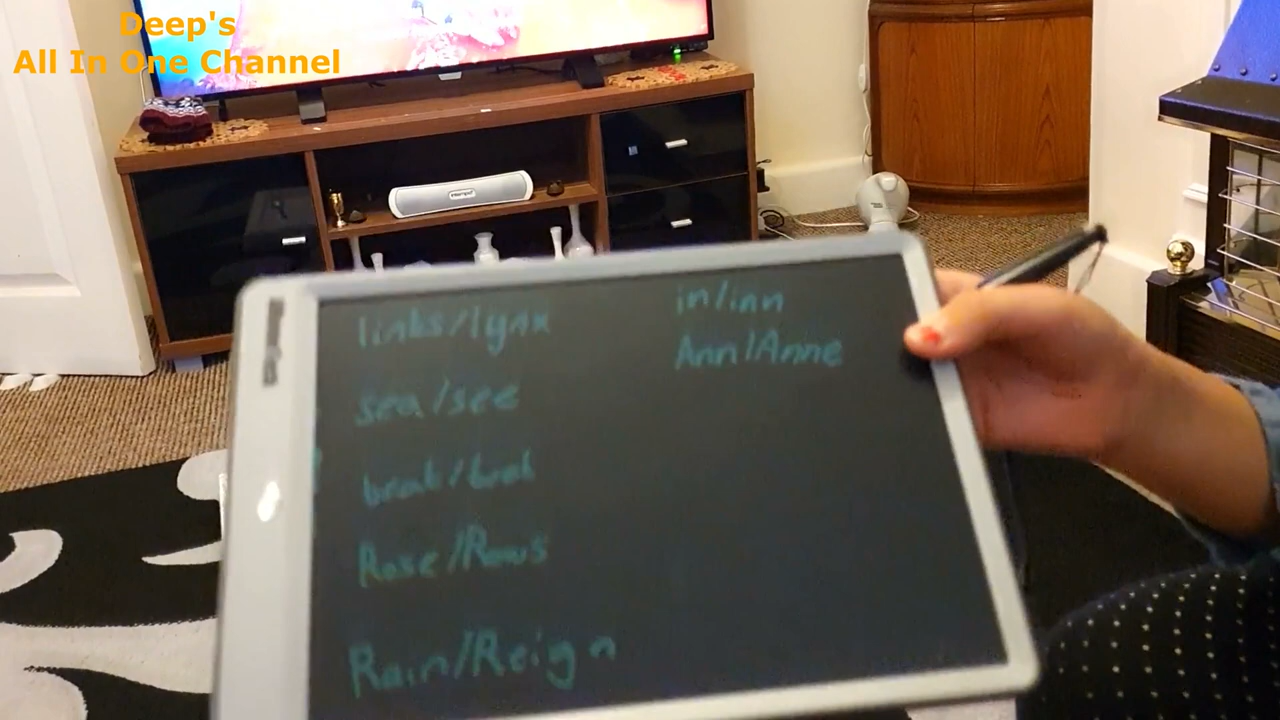 Deep's
All In One Channel
links/lynx
sea/see
Rose/Rows
Rain/Reign
in/inn
Ann/Anne